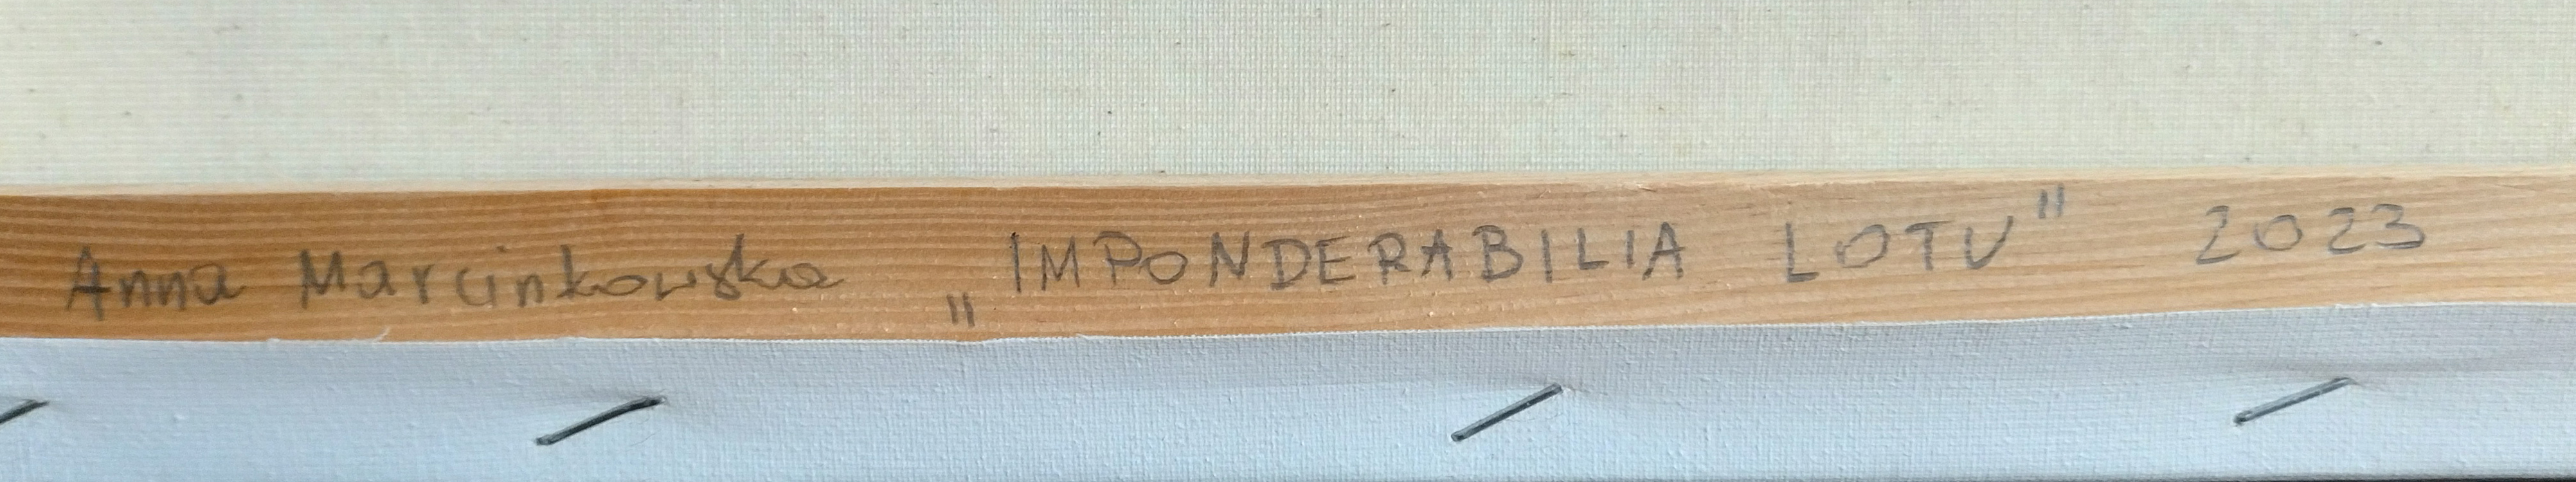 Anna Marcinkowska „IMPONDERABILIA LOTU" 2023